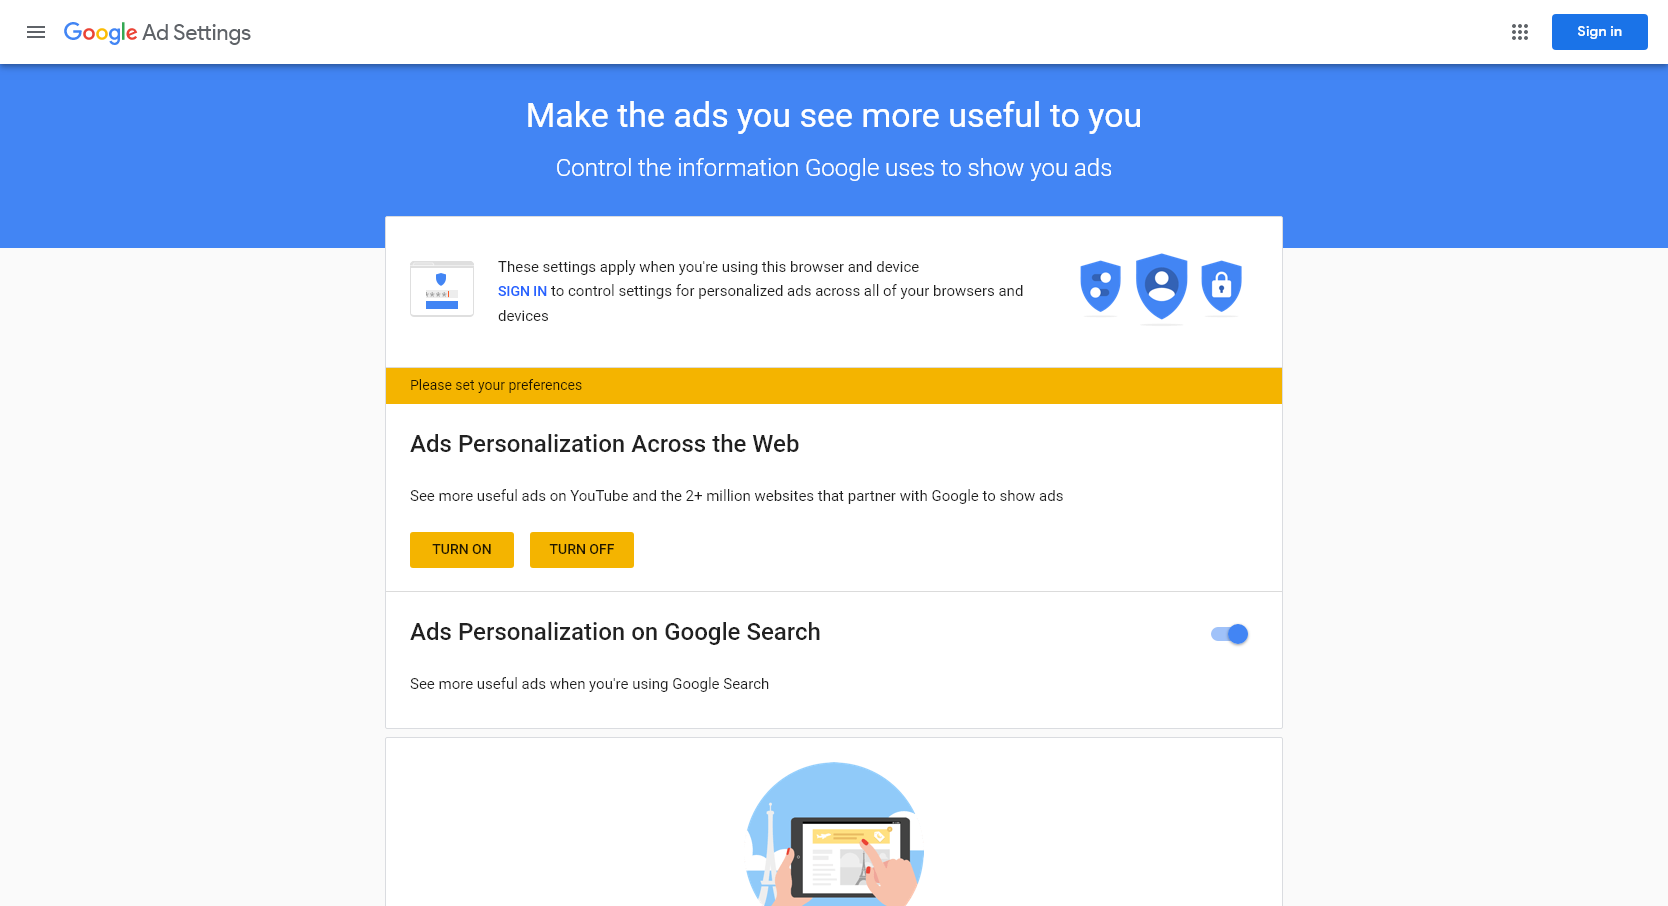 Google Ad Settings
Sign in
Make the ads you see more useful to you
Control the information Google uses to show you ads
These settings apply when you're using this browser and device
SIGN IN to control settings for personalized ads across all of your browsers and
devices
Please set your preferences
Ads Personalization Across the Web
See more useful ads on YouTube and the 2+ million websites that partner with Google to show ads
TURN ON
TURN OFF
Ads Personalization on Google Search
See more useful ads when you're using Google Search